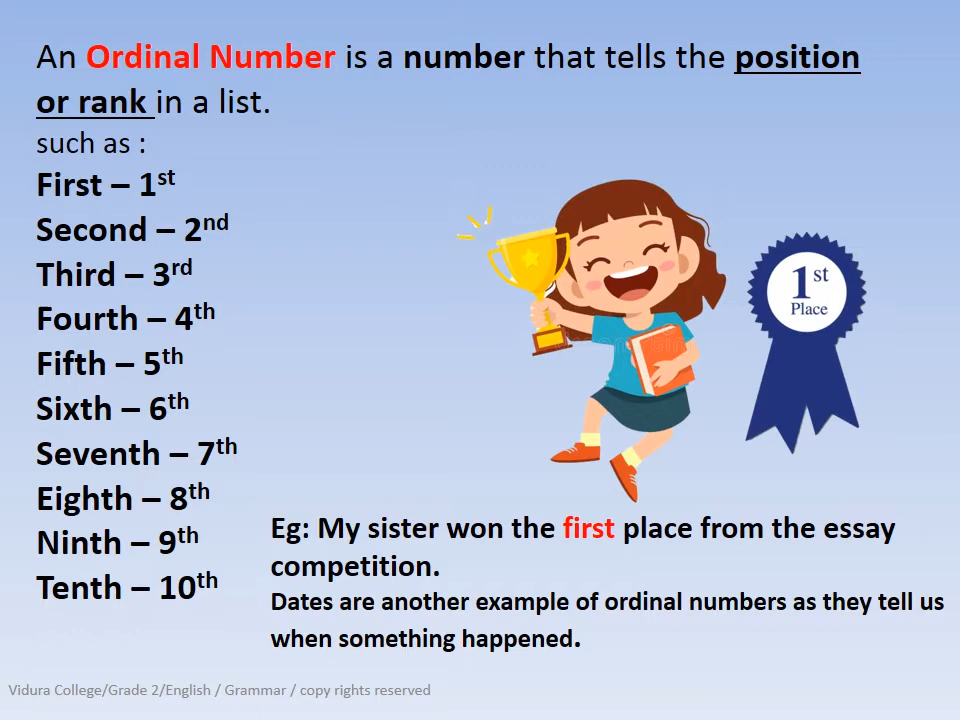 An Ordinal Number is a number that tells the position
or rank in a list.
such as :
First – 1st
Second – 2nd
Third – 3rd
Fourth – 4th
Fifth – 5th
Sixth – 6th
Seventh – 7th
Eighth – 8th
Ninth – 9th
Tenth – 10th
1st
Place
Eg: My sister won the first place from the essay
competition.
Dates are another example of ordinal numbers as they tell us
when something happened.
Vidura College/Grade 2/English / Grammar / copy rights reserved